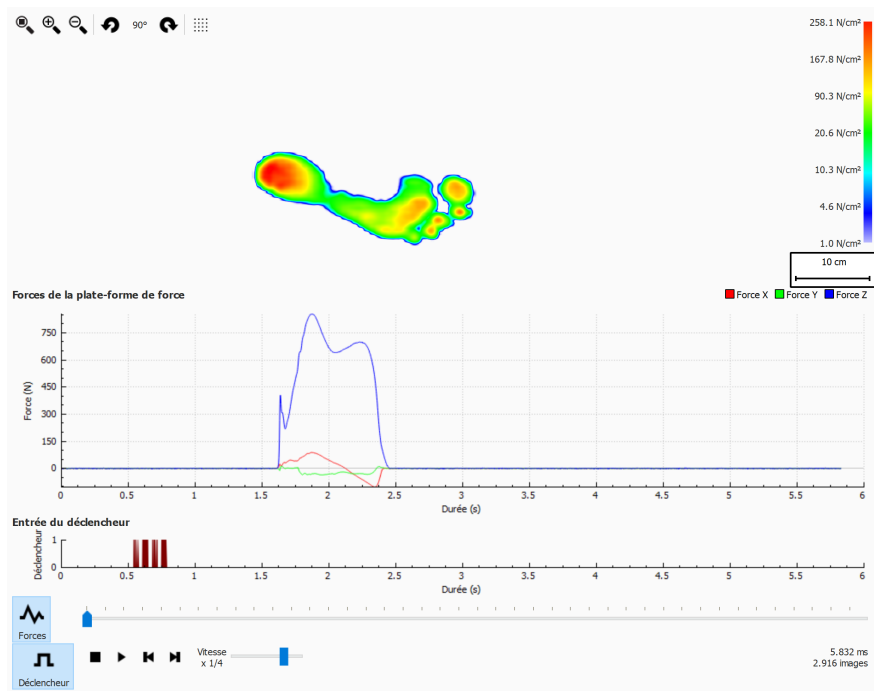 90°
258.1 N/cm²
167.8 N/cm²
90.3 N/cm²
20.6 N/cm²
10.3 N/cm²
4.6 N/cm²
1.0 N/cm²
10 cm
Forces de la plate-forme de force
Force X Force Y Force Z
Force (N)
750
600
450
300
150
0
0 0.5 1 1.5 2 2.5 3 3.5 4 4.5 5 5.5 6
Durée (s)
Entrée du déclencheur
Déclencheur
1
0
0 0.5 1 1.5 2 2.5 3 3.5 4 4.5 5 5.5 6
Durée (s)
Forces
Déclencheur
Vitesse
x 1/4
5.832 ms
2.916 images